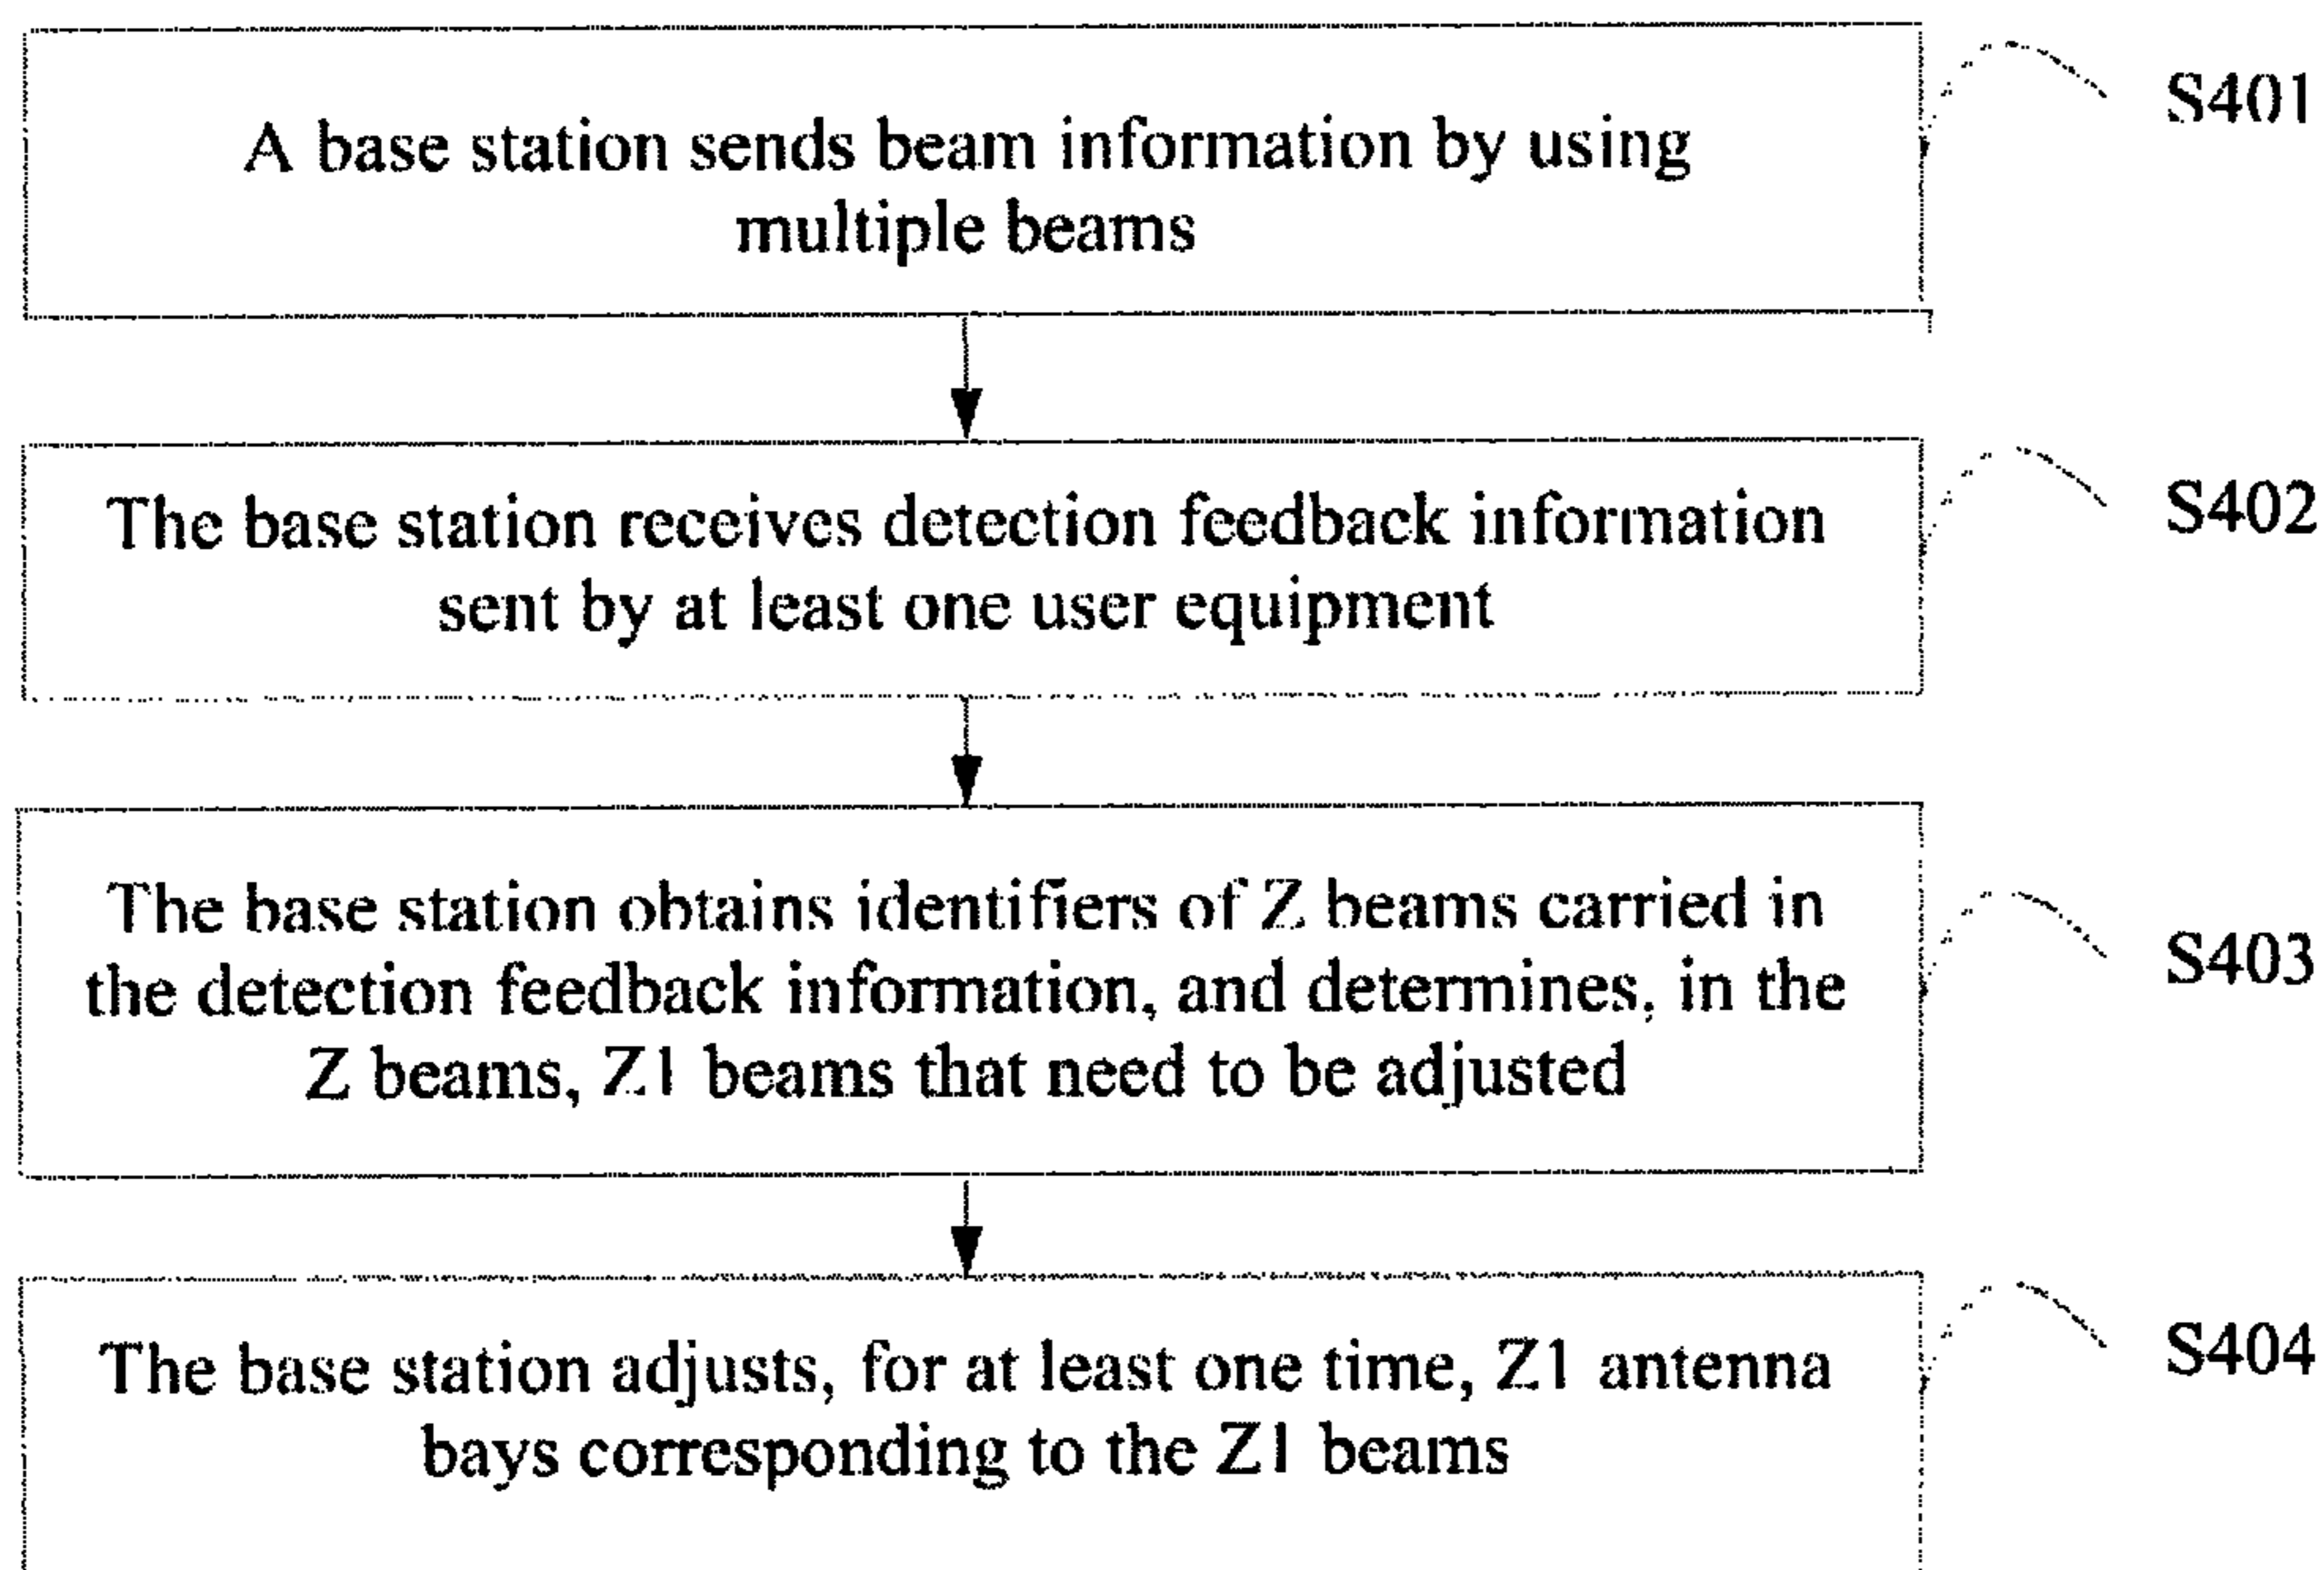 A base station sends beam information by using
multiple beams
S401
The base station receives detection feedback information
sent by at least one user equipment
S402
The base station obtains identifiers of Z beams carried in
the detection feedback information, and determines, in the
Z beams, Z1 beams that need to be adjusted
S403
The base station adjusts, for at least one time, Z1 antenna
bays corresponding to the Z1 beams
S404